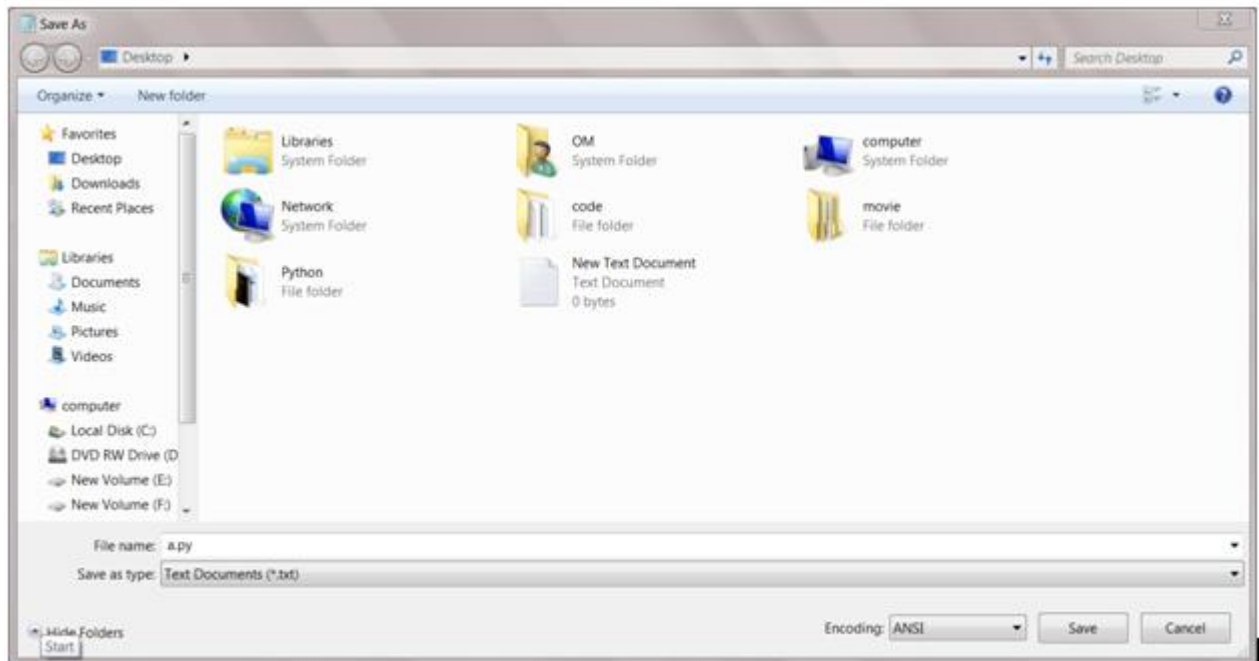 Save As
Desktop
Search Desktop
Organize
New folder
Favorites
Desktop
Downloads
Recent Places
Libraries
Documents
Music
Pictures
Videos
computer
Local Disk (C:)
DVD RW Drive (D
New Volume (E:)
New Volume (F:)
Libraries
System Folder
OM
System Folder
computer
System Folder
Network
System Folder
code
File folder
movie
File folder
Python
File folder
New Text Document
Text Document
0 bytes
File name: a.py
Save as type: Text Documents (*.txt)
Hide Folders
Start
Encoding: ANSI
Save
Cancel